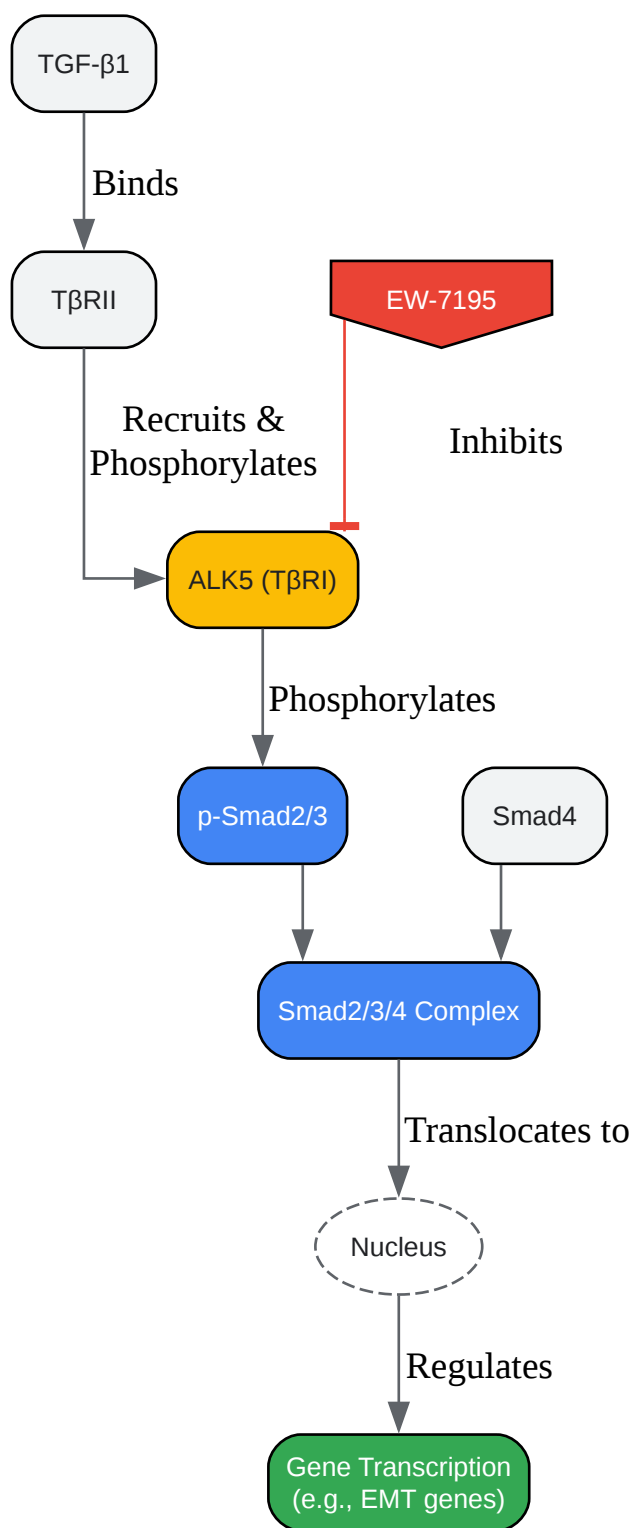 TGF-β1
Binds
TβRII
EW-7195
Recruits &
Phosphorylates
Inhibits
ALK5 (TβRI)
Phosphorylates
p-Smad2/3
Smad4
Smad2/3/4 Complex
Translocates to
Nucleus
Regulates
Gene Transcription
(e.g., EMT genes)